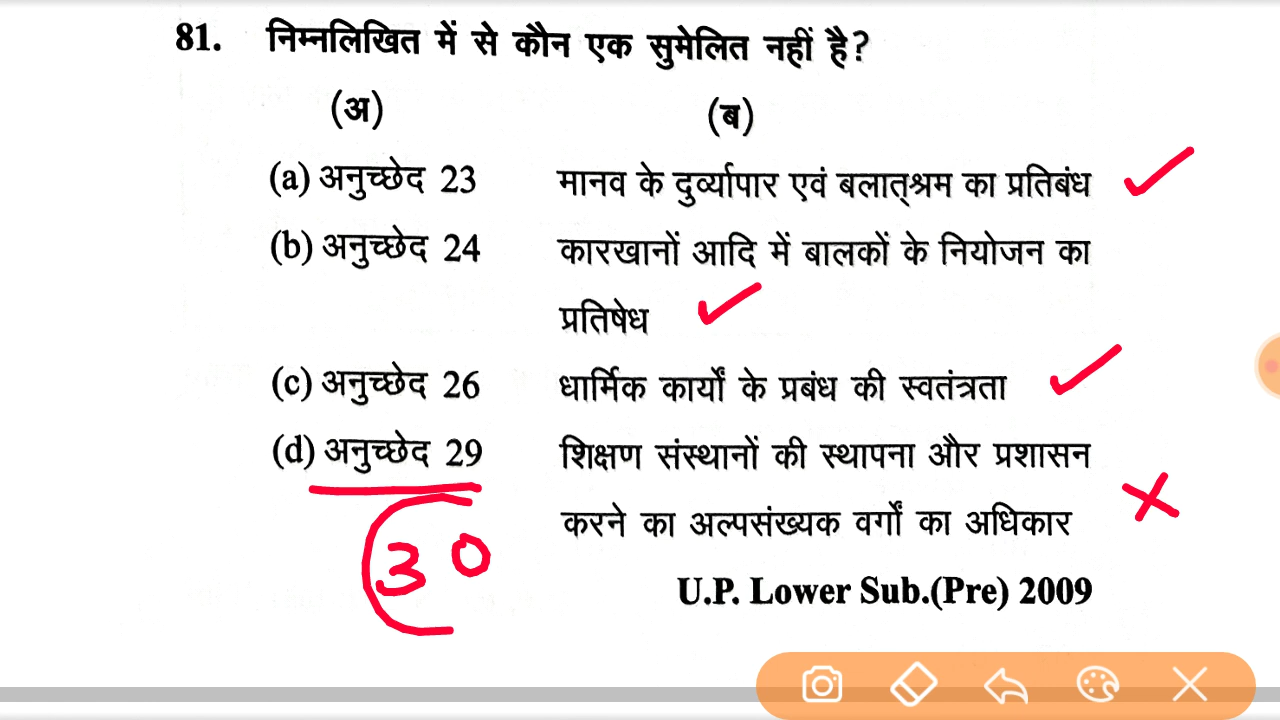 81. निम्नलिखित में से कौन एक सुमेलित नहीं है?
(अ) (ब)
(a) अनुच्छेद 23 मानव के दुर्व्यापार एवं बलात्श्रम का प्रतिबंध
(b) अनुच्छेद 24 कारखानों आदि में बालकों के नियोजन का
प्रतिषेध
(c) अनुच्छेद 26 धार्मिक कार्यों के प्रबंध की स्वतंत्रता
(d) अनुच्छेद 29 शिक्षण संस्थानों की स्थापना और प्रशासन
करने का अल्पसंख्यक वर्गों का अधिकार
30
U.P. Lower Sub.(Pre) 2009